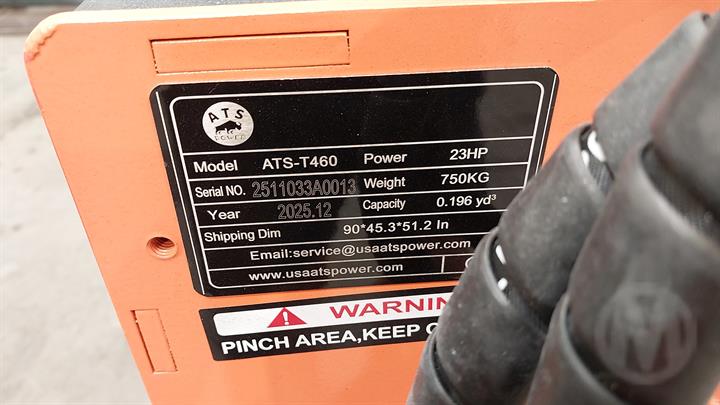 ATS
POWER
Model ATS-T460 Power 23HP
Serial NO. 2511033A0013 Weight 750KG
Year 2025.12 Capacity 0.196 yd³
Shipping Dim 90*45.3*51.2 In
Email:service@usaatspower.com
www.usaatspower.com
WARNIN
PINCH AREA,KEEP
M